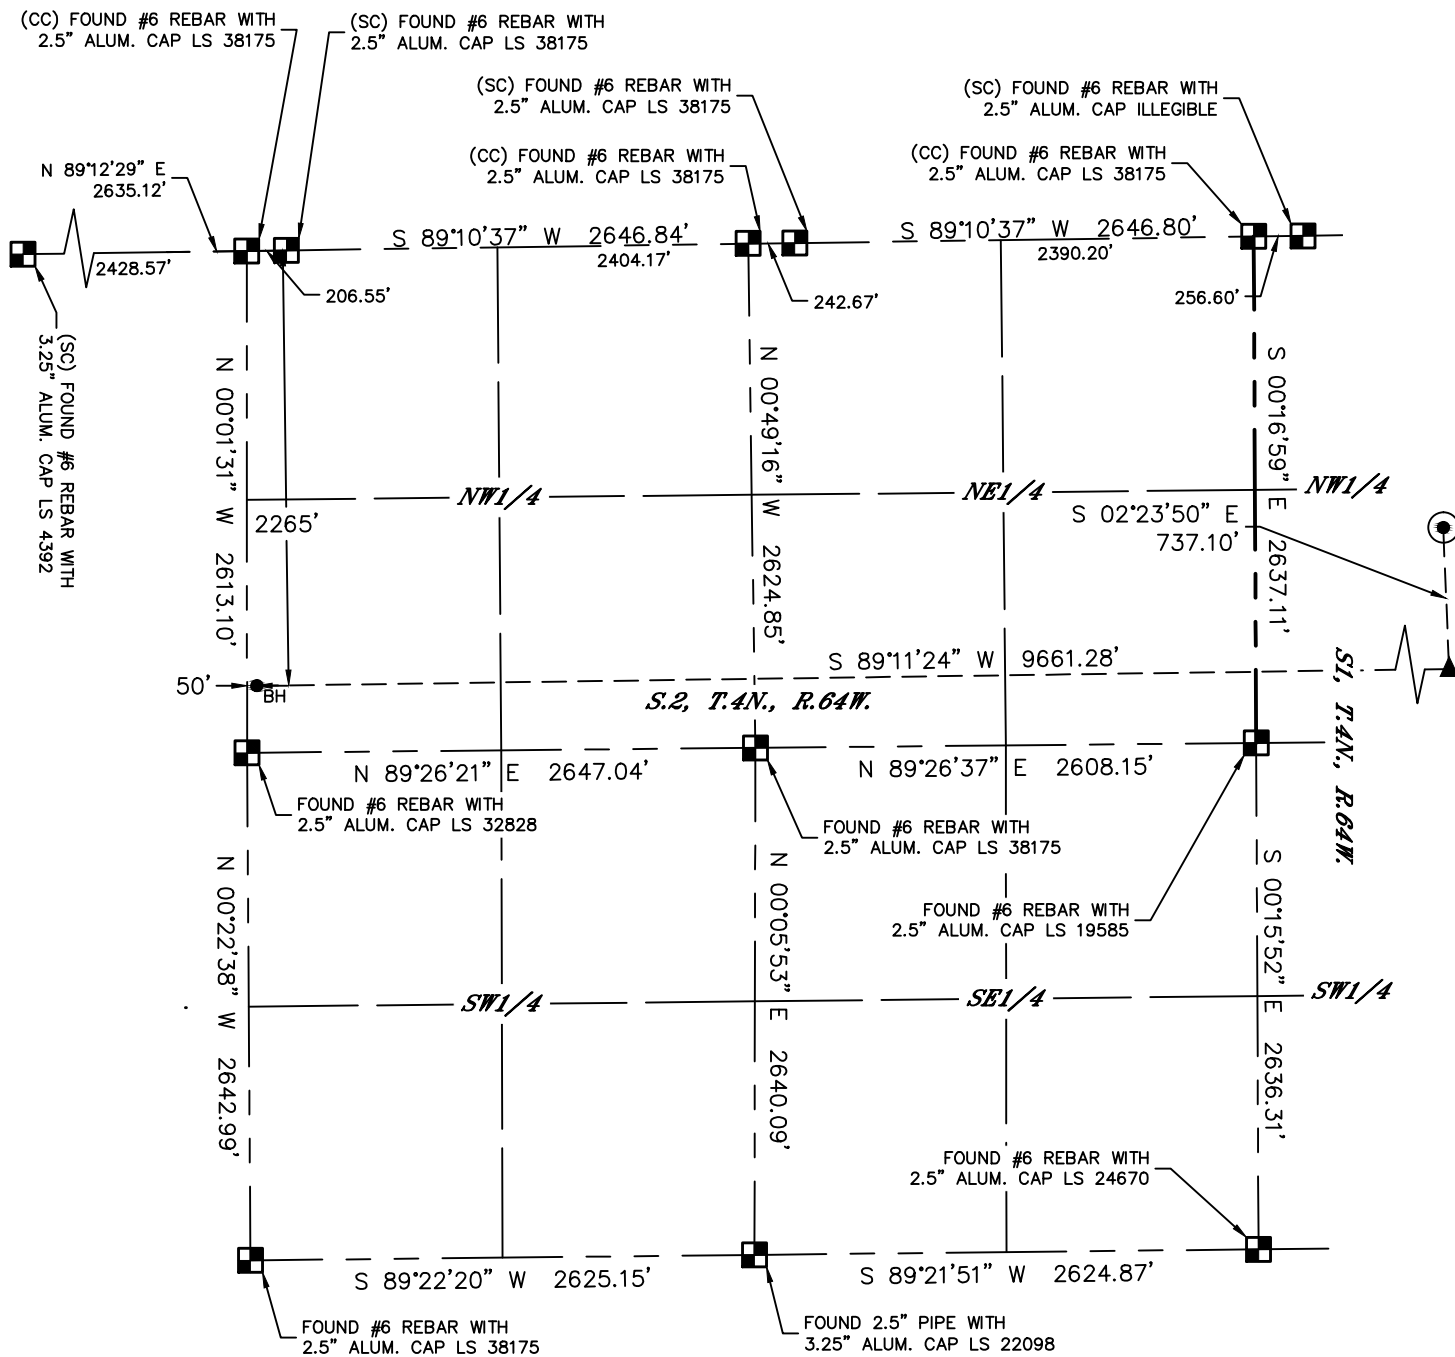 (CC) FOUND #6 REBAR WITH
2.5" ALUM. CAP LS 38175
(SC) FOUND #6 REBAR WITH
2.5" ALUM. CAP LS 38175
(SC) FOUND #6 REBAR WITH
2.5" ALUM. CAP LS 38175
(SC) FOUND #6 REBAR WITH
2.5" ALUM. CAP ILLEGIBLE
(CC) FOUND #6 REBAR WITH
2.5" ALUM. CAP LS 38175
(CC) FOUND #6 REBAR WITH
2.5" ALUM. CAP LS 38175
N 89°12'29" E
2635.12'
S 89°10'37" W 2646.84'
2404.17'
S 89°10'37" W 2646.80'
2390.20'
2428.57'
206.55'
242.67'
256.60'
(SC) FOUND #6 REBAR WITH
3.25" ALUM. CAP LS 4392
N 00°01'31" W 2613.10'
N 00°49'16" W 2624.85'
S 00°16'59" E 2637.11'
NW1/4
NE1/4
NW1/4
2265'
S 02°23'50" E
737.10'
S 89°11'24" W 9661.28'
50'
BH
S.2, T.4N., R.64W.
S1, T.4N., R.64W.
N 89°26'21" E 2647.04'
N 89°26'37" E 2608.15'
FOUND #6 REBAR WITH
2.5" ALUM. CAP LS 32828
FOUND #6 REBAR WITH
2.5" ALUM. CAP LS 38175
FOUND #6 REBAR WITH
2.5" ALUM. CAP LS 19585
N 00°22'38" W 2642.99'
N 00°05'53" E 2640.09'
S 00°15'52" E 2636.31'
SW1/4
SE1/4
SW1/4
FOUND #6 REBAR WITH
2.5" ALUM. CAP LS 24670
S 89°22'20" W 2625.15'
S 89°21'51" W 2624.87'
FOUND #6 REBAR WITH
2.5" ALUM. CAP LS 38175
FOUND 2.5" PIPE WITH
3.25" ALUM. CAP LS 22098